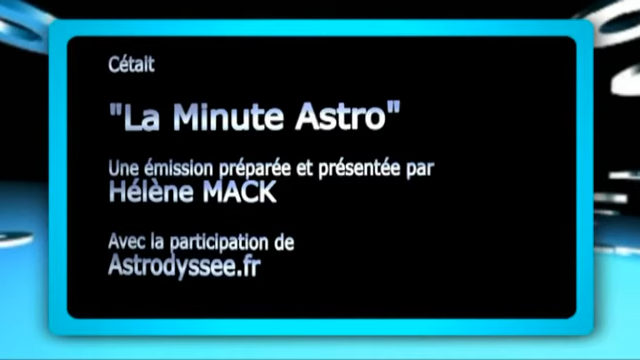 Cétait
"La Minute Astro"
Une émission préparée et présentée par
Hélène MACK
Avec la participation de
Astrodyssee.fr